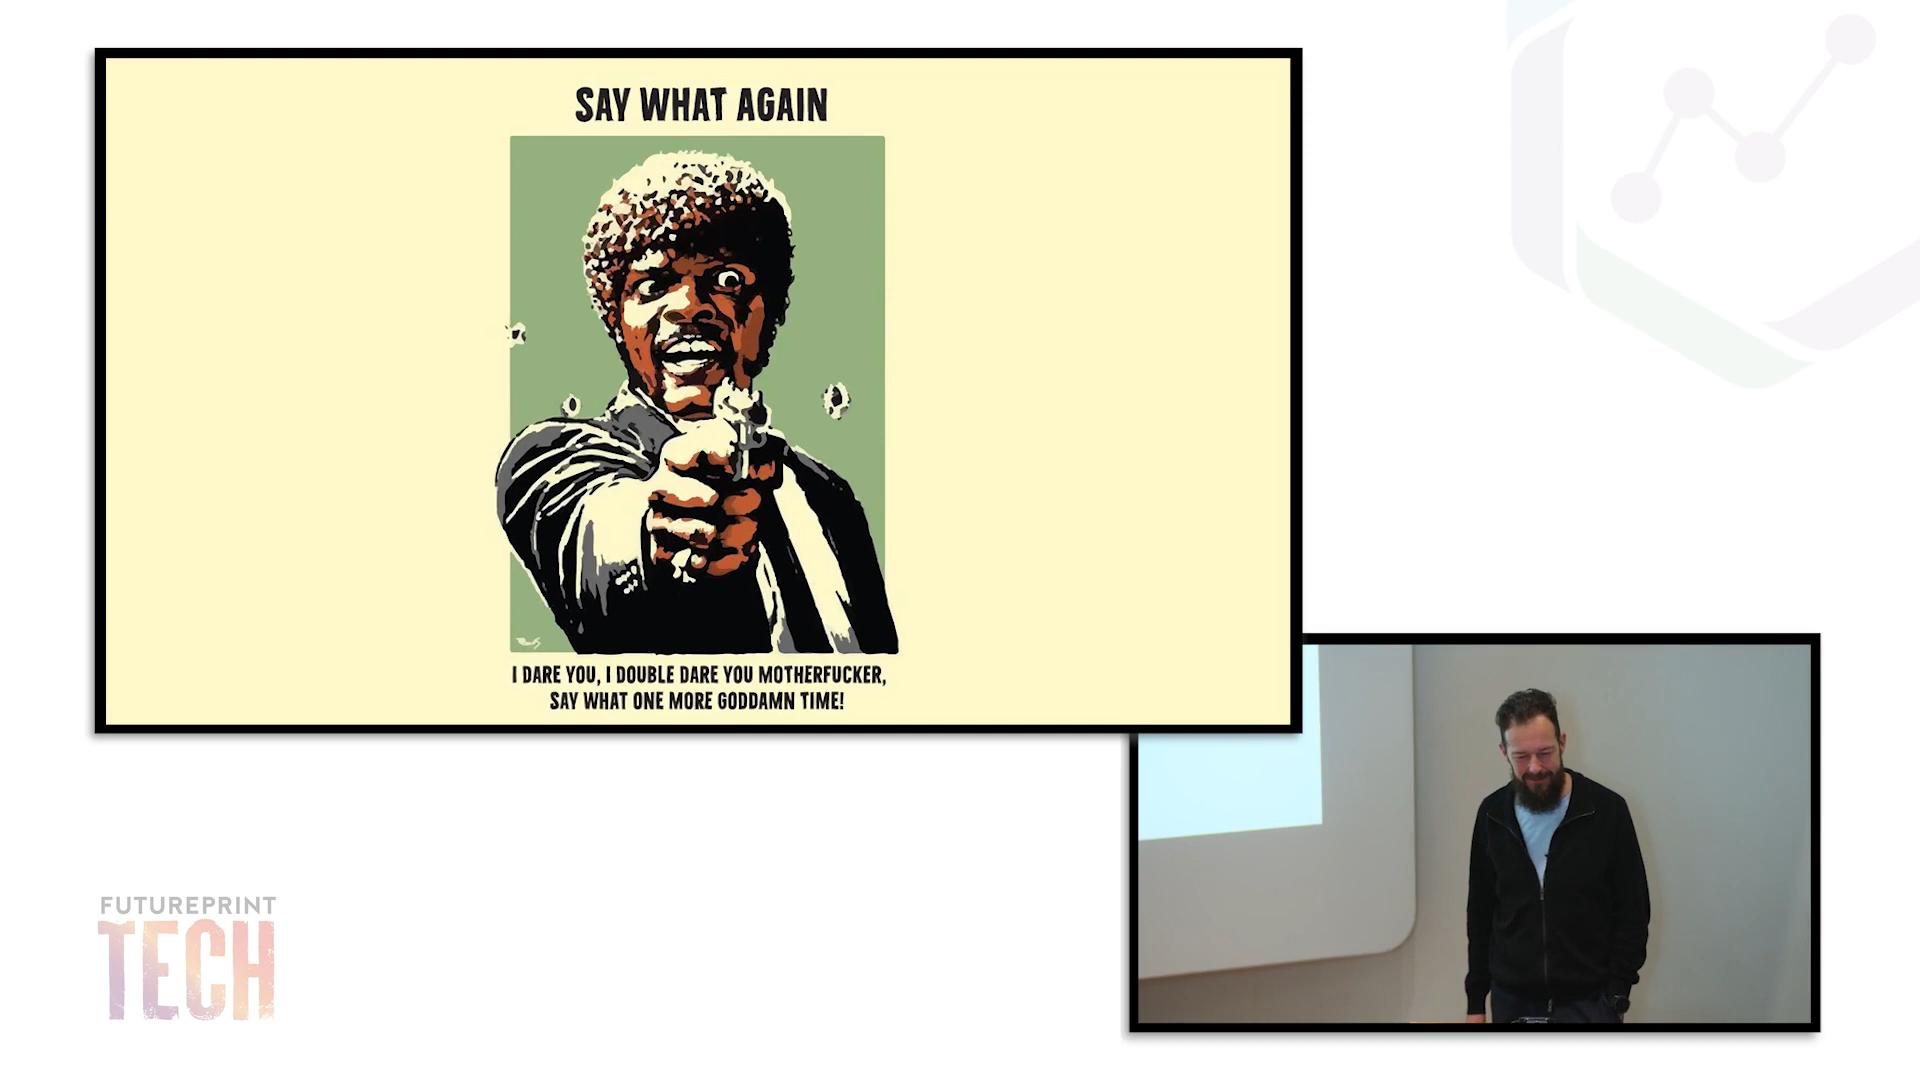 SAY WHAT AGAIN
I DARE YOU, I DOUBLE DARE YOU MOTHERFUCKER,
SAY WHAT ONE MORE GODDAMN TIME!
FUTUREPRINT
TECH